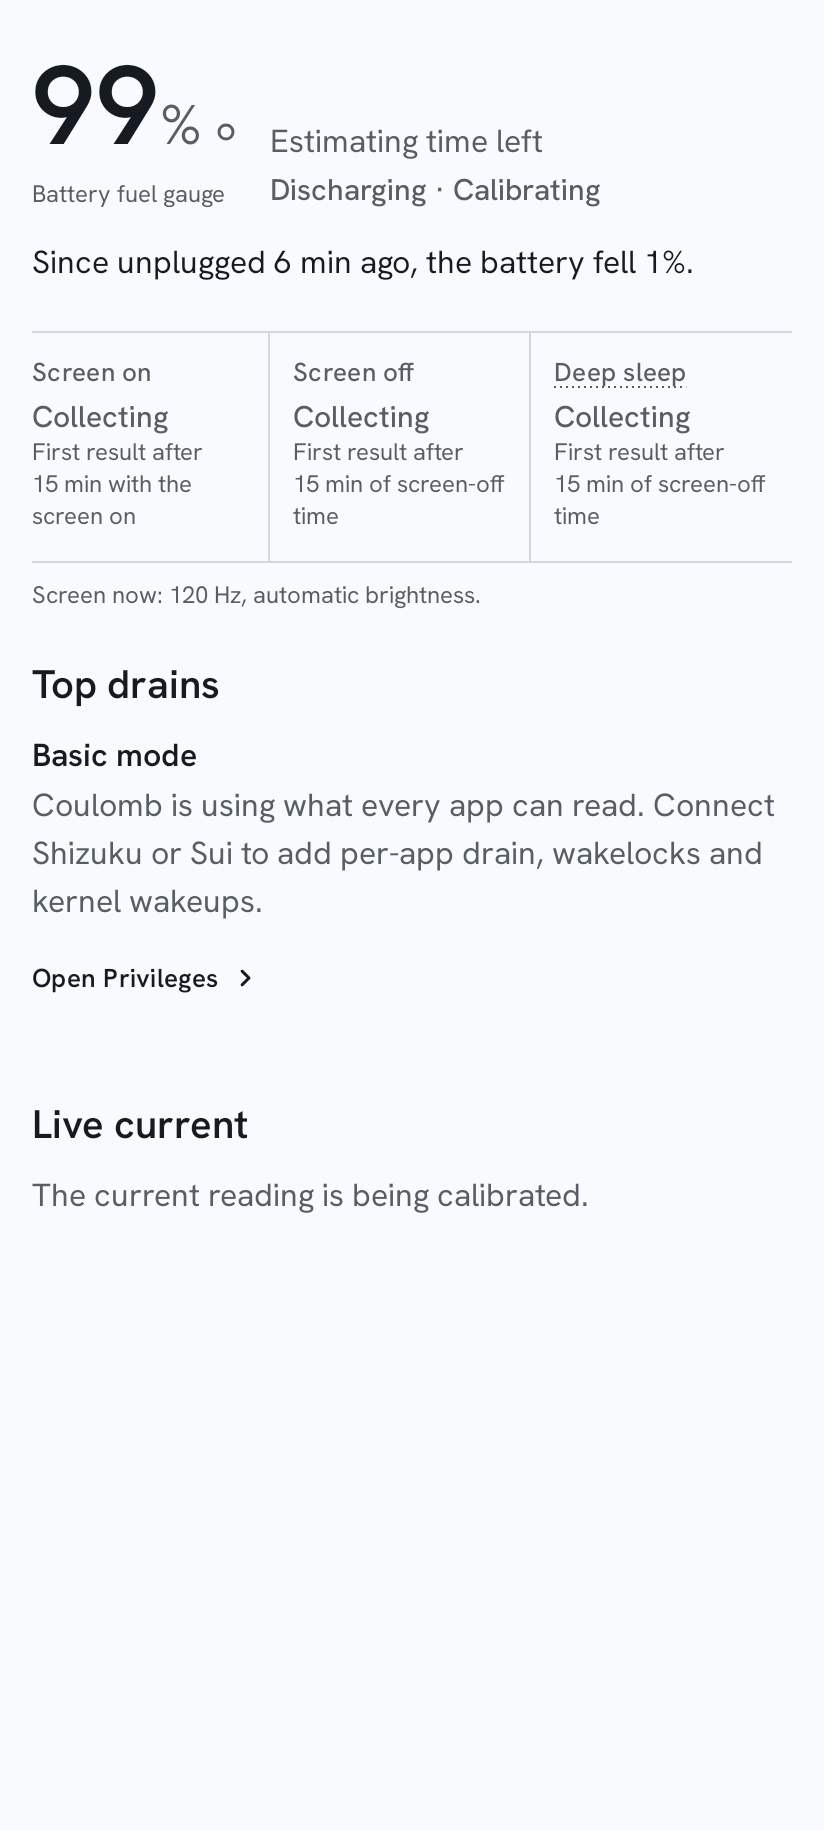 99%
Estimating time left
Battery fuel gauge
Discharging · Calibrating
Since unplugged 6 min ago, the battery fell 1%.
Screen on
Collecting
First result after
15 min with the
screen on
Screen off
Collecting
First result after
15 min of screen-off
time
Deep sleep
Collecting
First result after
15 min of screen-off
time
Screen now: 120 Hz, automatic brightness.
Top drains
Basic mode
Coulomb is using what every app can read. Connect
Shizuku or Sui to add per-app drain, wakelocks and
kernel wakeups.
Open Privileges
Live current
The current reading is being calibrated.